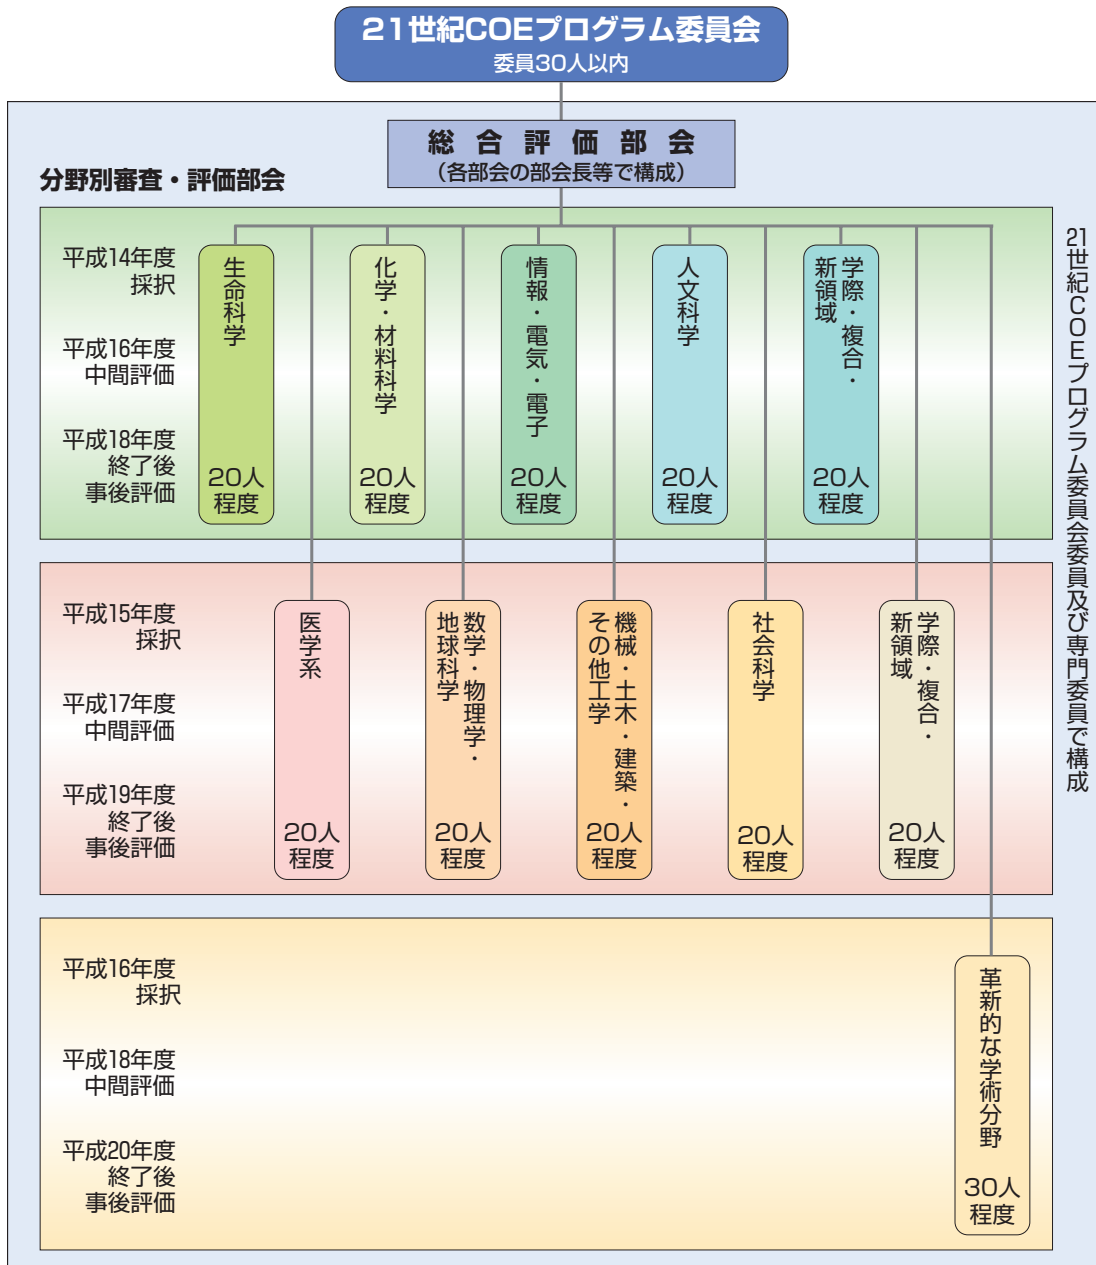 21世紀COEプログラム委員会
委員30人以内
総合評価部会
（各部会の部会長等で構成）
分野別審査・評価部会
平成14年度
採択
平成16年度
中間評価
平成18年度
終了後
事後評価
生命科学
20人
程度
化学・材料科学
20人
程度
情報・電気・電子
20人
程度
人文科学
20人
程度
学際・複合・
新領域
20人
程度
平成15年度
採択
平成17年度
中間評価
平成19年度
終了後
事後評価
医学系
20人
程度
数学・物理学・
地球科学
20人
程度
機械・土木・建築・
その他工学
20人
程度
社会科学
20人
程度
学際・複合・
新領域
20人
程度
平成16年度
採択
平成18年度
中間評価
平成20年度
終了後
事後評価
革新的な学術分野
30人
程度
21世紀COEプログラム委員会委員及び専門委員で構成